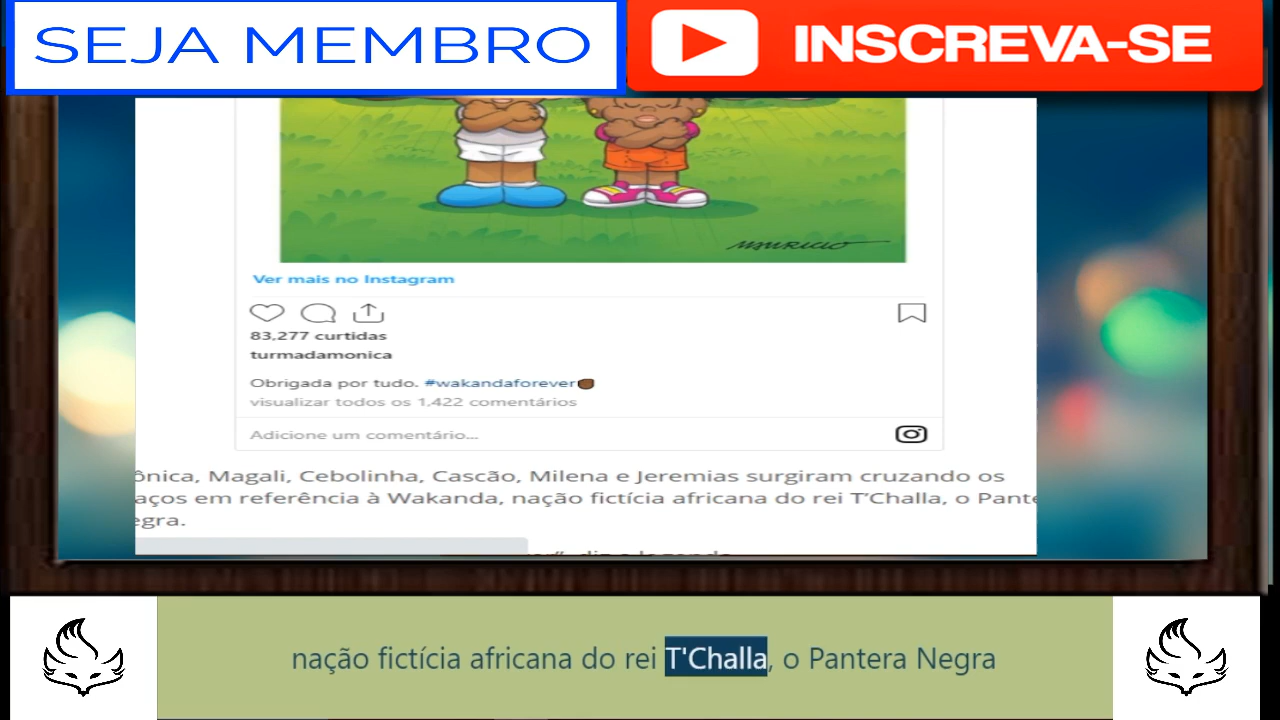 SEJA MEMBRO
INSCREVA-SE
MAURICIO
Ver mais no Instagram
83,277 curtidas
turmadamonica
Obrigada por tudo. #wakandaforever
visualizar todos os 1,422 comentários
Adicione um comentário...
ônica, Magali, Cebolinha, Cascão, Milena e Jeremias surgiram cruzando os
aços em referência à Wakanda, nação fictícia africana do rei T’Challa, o Pante
egra.
nação fictícia africana do rei T'Challa, o Pantera Negra